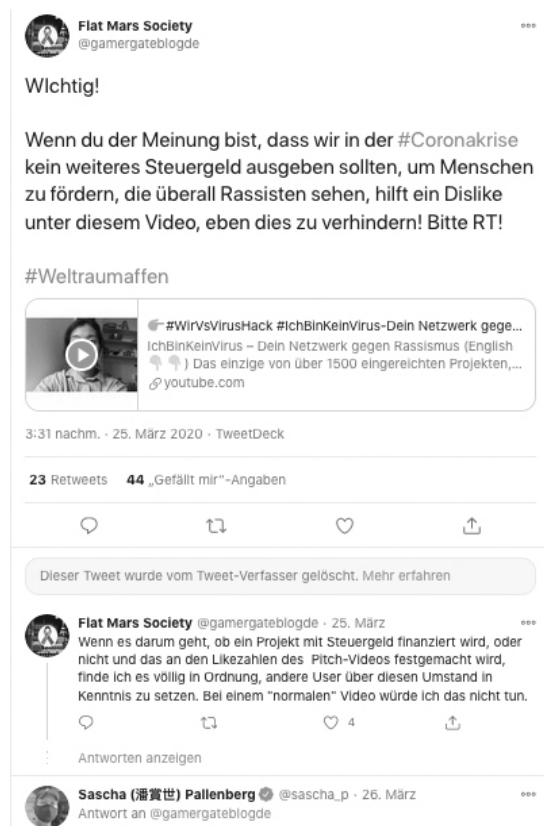 Flat Mars Society
@gamergateblogde
WIchtig!
Wenn du der Meinung bist, dass wir in der #Coronakrise
kein weiteres Steuergeld ausgeben sollten, um Menschen
zu fördern, die überall Rassisten sehen, hilft ein Dislike
unter diesem Video, eben dies zu verhindern! Bitte RT!
#Weltraumaffen
#WirVsVirusHack #IchBinKeinVirus-Dein Netzwerk gege...
IchBinKeinVirus – Dein Netzwerk gegen Rassismus (English
👇👇) Das einzige von über 1500 eingereichten Projekten,...
youtube.com
3:31 nachm. · 25. März 2020 · TweetDeck
23 Retweets 44 „Gefällt mir"-Angaben
Dieser Tweet wurde vom Tweet-Verfasser gelöscht. Mehr erfahren
Flat Mars Society @gamergateblogde · 25. März
Wenn es darum geht, ob ein Projekt mit Steuergeld finanziert wird, oder
nicht und das an den Likezahlen des Pitch-Videos festgemacht wird,
finde ich es völlig in Ordnung, andere User über diesen Umstand in
Kenntnis zu setzen. Bei einem "normalen" Video würde ich das nicht tun.
4
Antworten anzeigen
Sascha (潘賞世) Pallenberg @sascha_p · 26. März
Antwort an @gamergateblogde